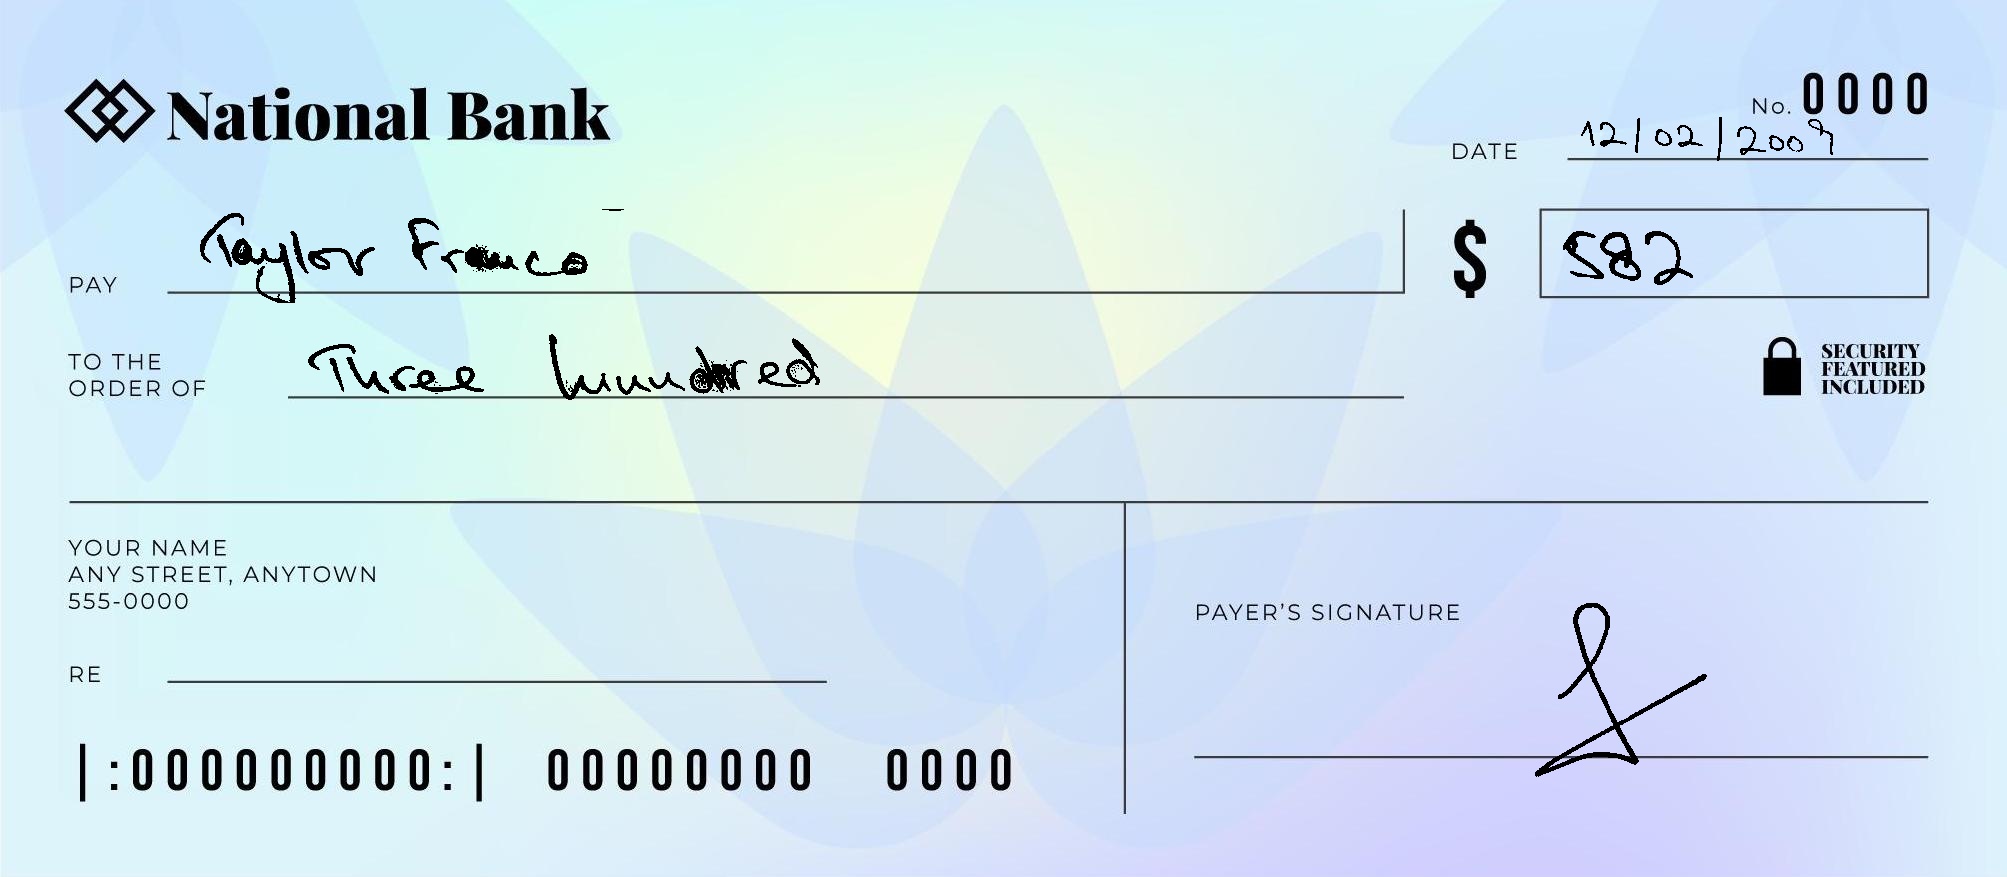 National Bank
No. 0000
DATE 12/02/2009
PAY Taylor Franco
$ 582
TO THE
ORDER OF Three hundred
SECURITY
FEATURED
INCLUDED
YOUR NAME
ANY STREET, ANYTOWN
555-0000
PAYER'S SIGNATURE
RE
|:000000000:| 00000000 0000